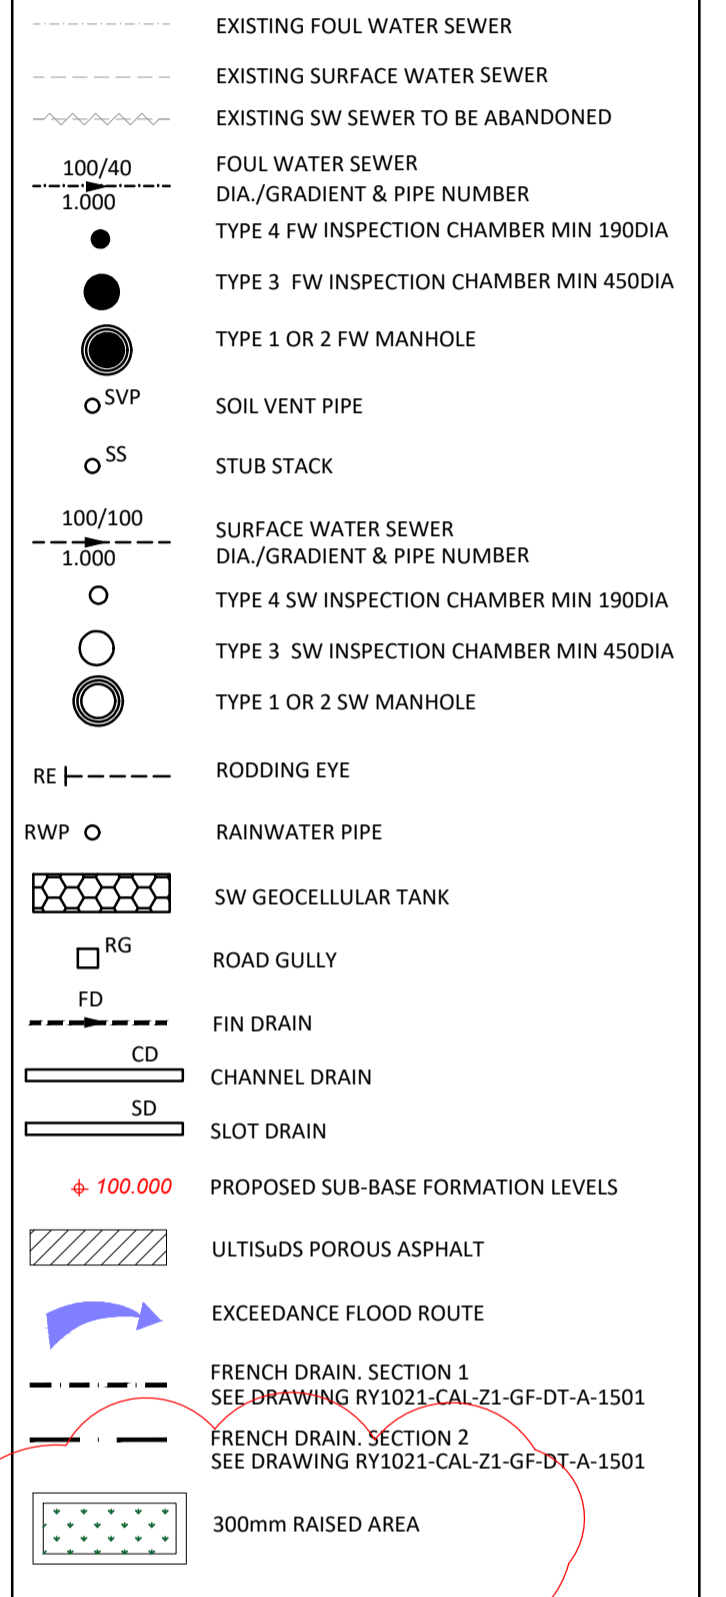 EXISTING FOUL WATER SEWER
EXISTING SURFACE WATER SEWER
EXISTING SW SEWER TO BE ABANDONED
100/40
FOUL WATER SEWER
1.000
DIA./GRADIENT & PIPE NUMBER
TYPE 4 FW INSPECTION CHAMBER MIN 190DIA
TYPE 3  FW INSPECTION CHAMBER MIN 450DIA
TYPE 1 OR 2 FW MANHOLE
SVP
SOIL VENT PIPE
SS
STUB STACK
100/100
SURFACE WATER SEWER
1.000
DIA./GRADIENT & PIPE NUMBER
TYPE 4 SW INSPECTION CHAMBER MIN 190DIA
TYPE 3  SW INSPECTION CHAMBER MIN 450DIA
TYPE 1 OR 2 SW MANHOLE
RE
RODDING EYE
RWP
RAINWATER PIPE
SW GEOCELLULAR TANK
RG
ROAD GULLY
FD
FIN DRAIN
CD
CHANNEL DRAIN
SD
SLOT DRAIN
100.000
PROPOSED SUB-BASE FORMATION LEVELS
ULTISuDS POROUS ASPHALT
EXCEEDANCE FLOOD ROUTE
FRENCH DRAIN. SECTION 1
SEE DRAWING RY1021-CAL-Z1-GF-DT-A-1501
FRENCH DRAIN. SECTION 2
SEE DRAWING RY1021-CAL-Z1-GF-DT-A-1501
300mm RAISED AREA